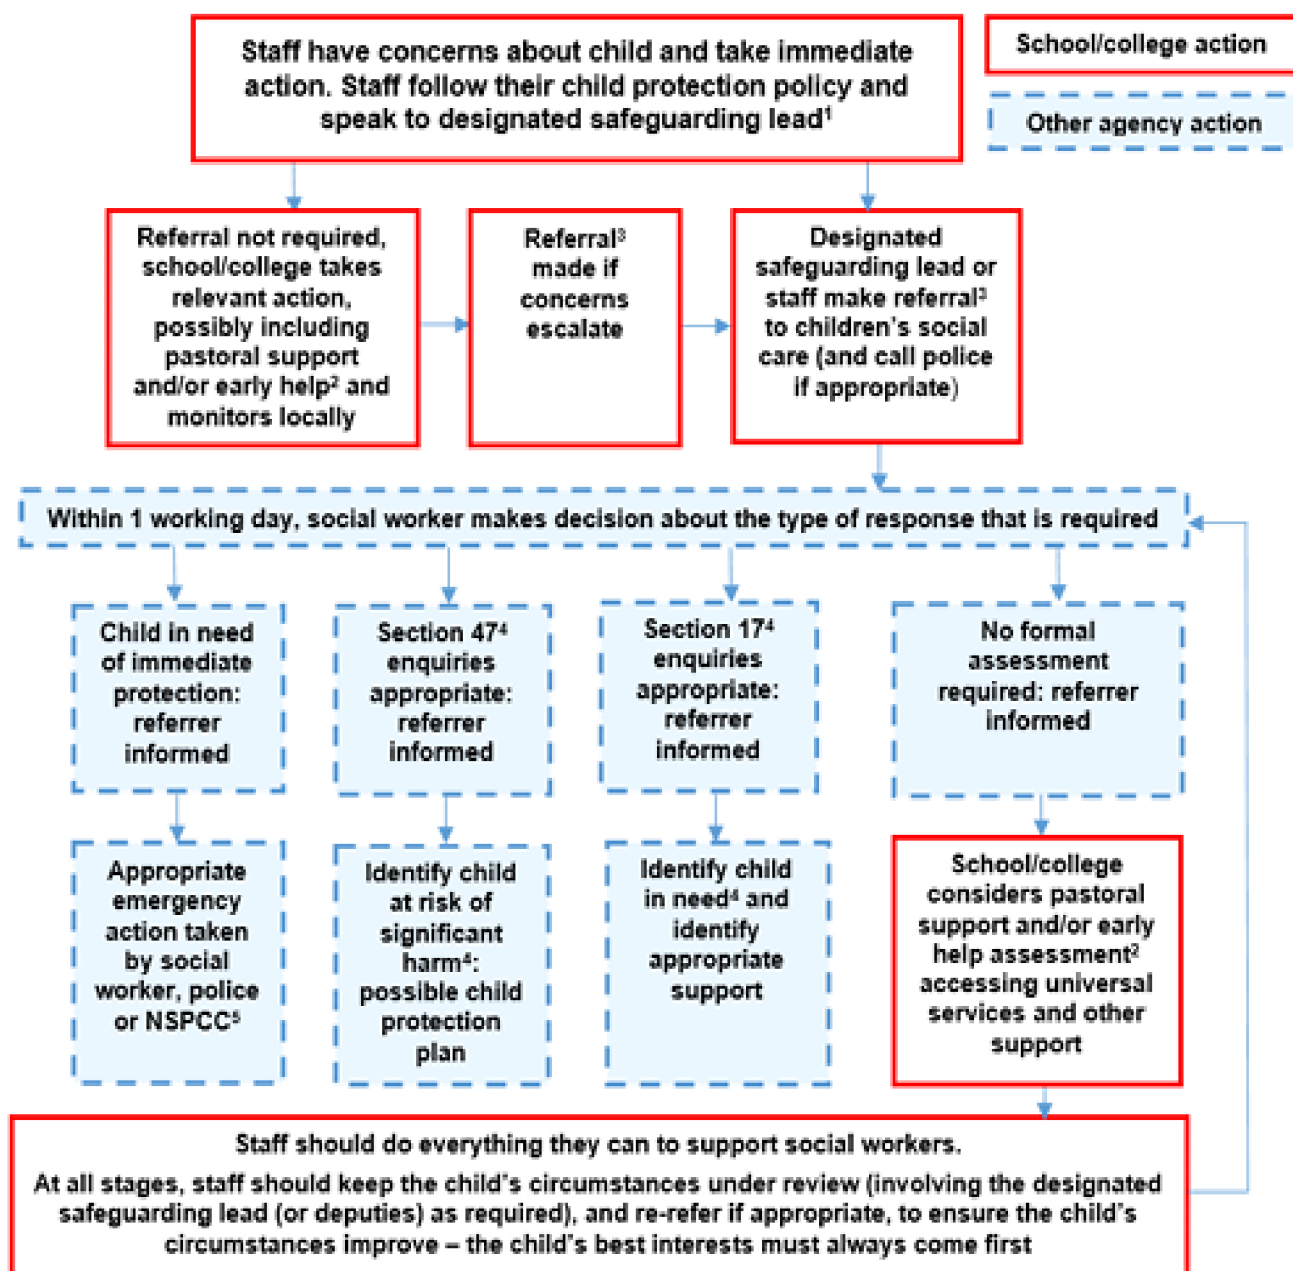 Staff have concerns about child and take immediate
action. Staff follow their child protection policy and
speak to designated safeguarding lead¹
School/college action
Other agency action
Referral not required,
school/college takes
relevant action,
possibly including
pastoral support
and/or early help² and
monitors locally
Referral³
made if
concerns
escalate
Designated
safeguarding lead or
staff make referral³
to children's social
care (and call police
if appropriate)
Within 1 working day, social worker makes decision about the type of response that is required
Child in need
of immediate
protection:
referrer
informed
Section 47⁴
enquiries
appropriate:
referrer
informed
Section 17⁴
enquiries
appropriate:
referrer
informed
No formal
assessment
required: referrer
informed
Appropriate
emergency
action taken
by social
worker, police
or NSPCC⁵
Identify child
at risk of
significant
harm⁴:
possible child
protection
plan
Identify child
in need⁴ and
identify
appropriate
support
School/college
considers pastoral
support and/or early
help assessment²
accessing universal
services and other
support
Staff should do everything they can to support social workers.
At all stages, staff should keep the child's circumstances under review (involving the designated
safeguarding lead (or deputies) as required), and re-refer if appropriate, to ensure the child's
circumstances improve – the child's best interests must always come first